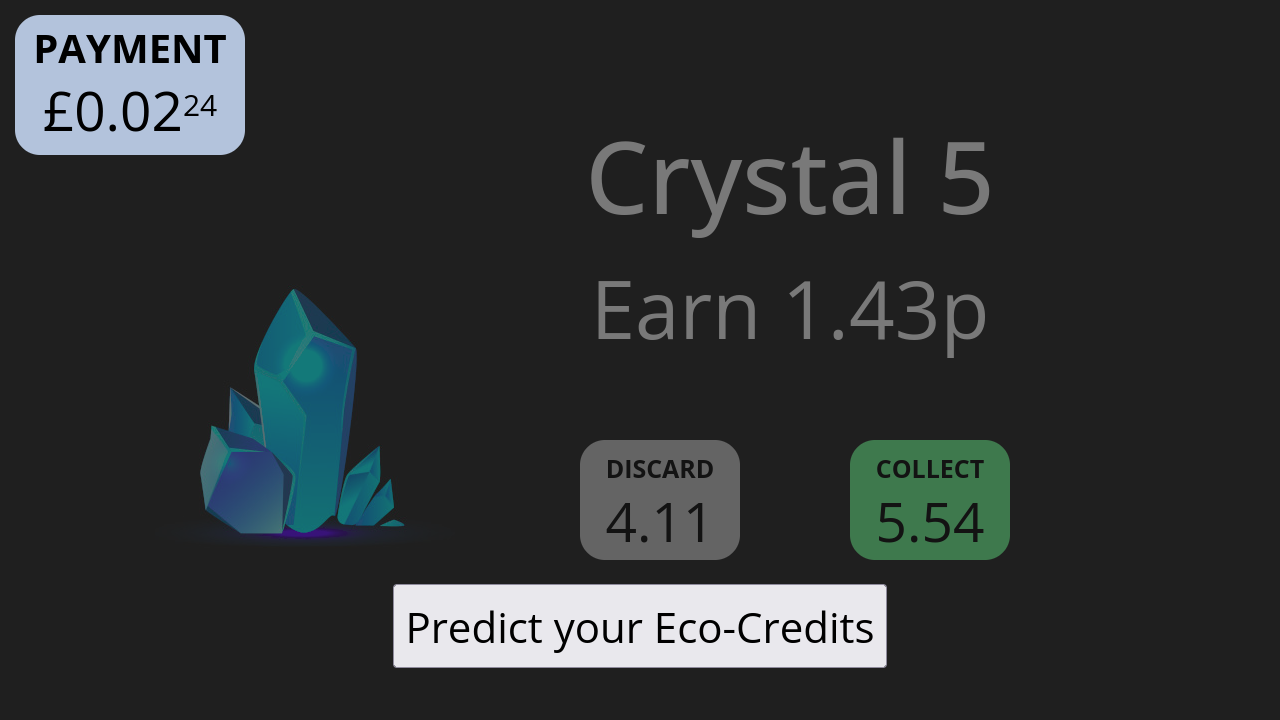 PAYMENT
£0.02²⁴
Crystal 5
Earn 1.43p
DISCARD
4.11
COLLECT
5.54
Predict your Eco-Credits